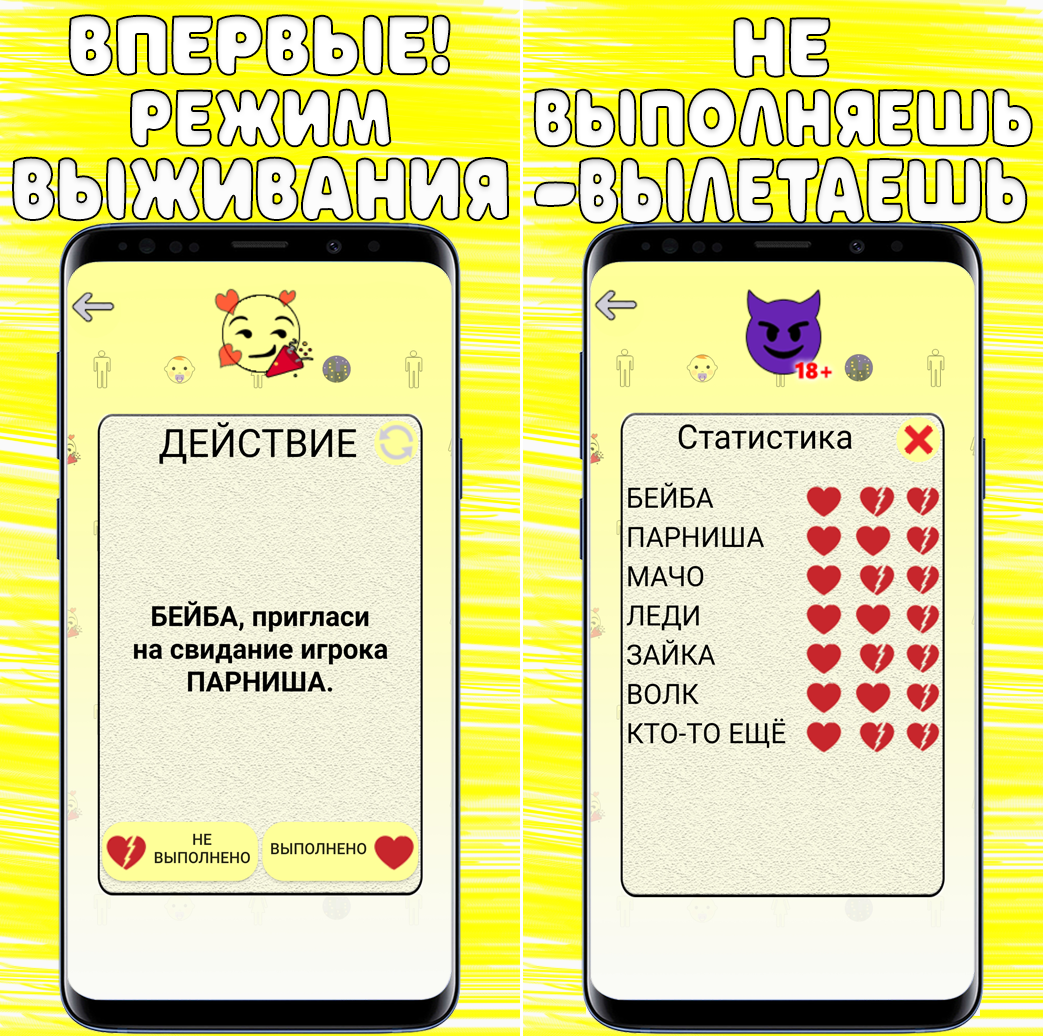 ВПЕРВЫЕ!
РЕЖИМ
ВЫЖИВАНИЯ
ДЕЙСТВИЕ
БЕЙБА, пригласи
на свидание игрока
ПАРНИША.
НЕ
ВЫПОЛНЕНО
ВЫПОЛНЕНО
НЕ
ВЫПОЛНЯЕШЬ
-ВЫЛЕТАЕШЬ
18+
Статистика
БЕЙБА
ПАРНИША
МАЧО
ЛЕДИ
ЗАЙКА
ВОЛК
КТО-ТО ЕЩЁ